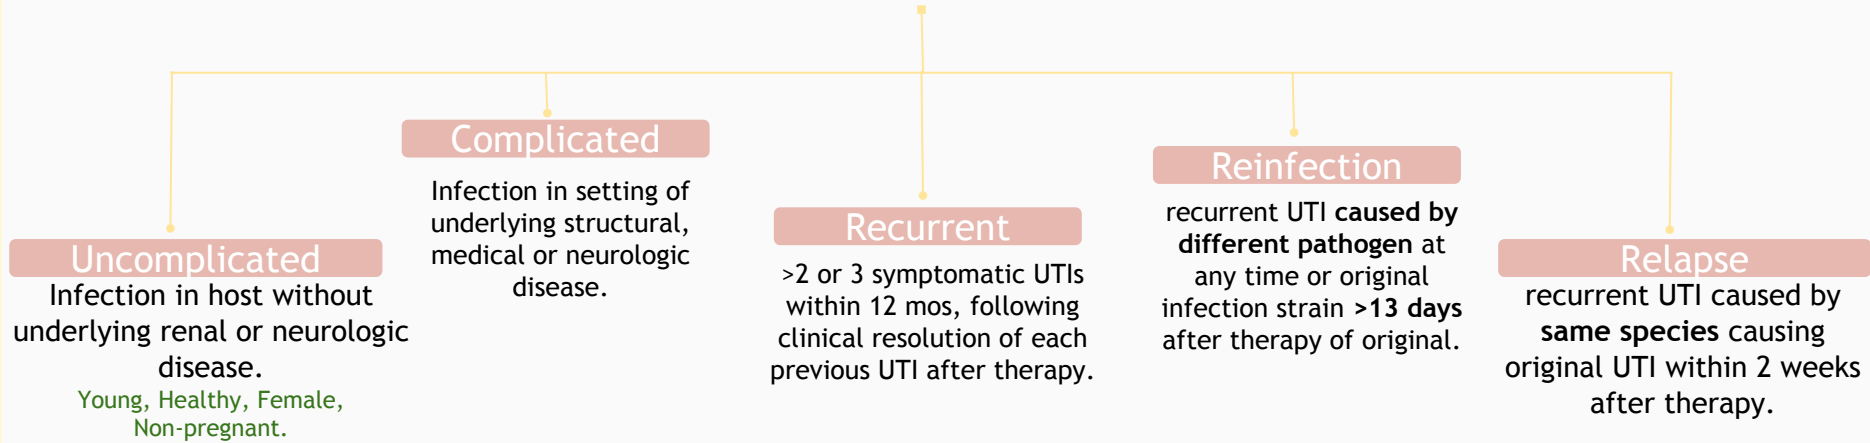 Uncomplicated
Infection in host without
underlying renal or neurologic
disease.
Young, Healthy, Female,
Non-pregnant.
Complicated
Infection in setting of
underlying structural,
medical or neurologic
disease.
Recurrent
>2 or 3 symptomatic UTIs
within 12 mos, following
clinical resolution of each
previous UTI after therapy.
Reinfection
recurrent UTI caused by
different pathogen at
any time or original
infection strain >13 days
after therapy of original.
Relapse
recurrent UTI caused by
same species causing
original UTI within 2 weeks
after therapy.